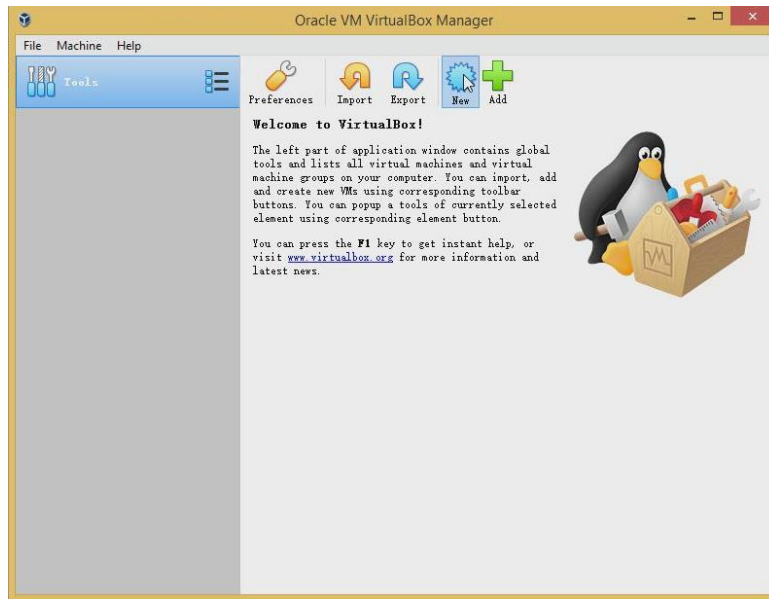 Oracle VM VirtualBox Manager
File Machine Help
Tools
Preferences Import Export New Add
Welcome to VirtualBox!
The left part of application window contains global
tools and lists all virtual machines and virtual
machine groups on your computer. You can import, add
and create new VMs using corresponding toolbar
buttons. You can popup a tools of currently selected
element using corresponding element button.
You can press the F1 key to get instant help, or
visit www.virtualbox.org for more information and
latest news.